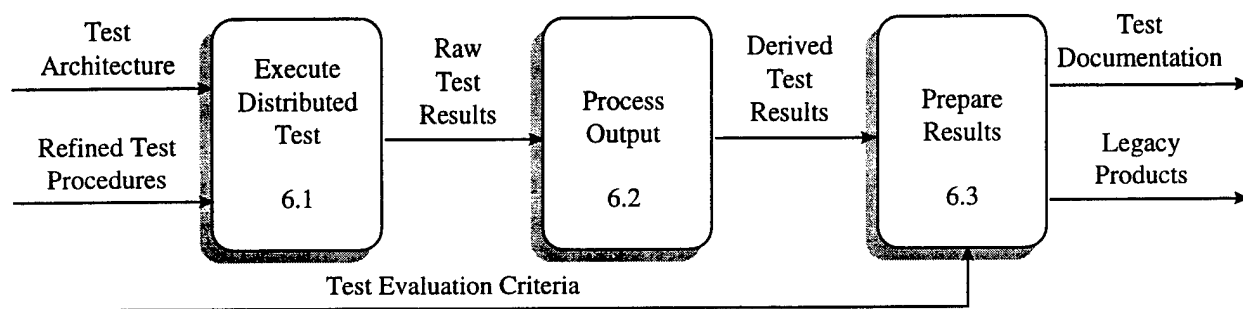 Test
Architecture
Refined Test
Procedures
Execute
Distributed
Test
6.1
Raw
Test
Results
Process
Output
6.2
Derived
Test
Results
Prepare
Results
6.3
Test
Documentation
Legacy
Products
Test Evaluation Criteria